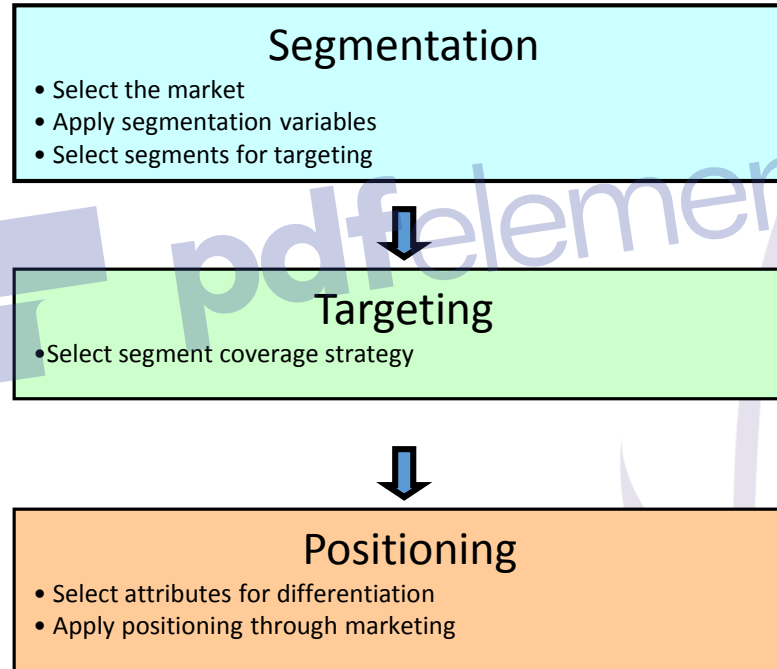 Segmentation
• Select the market
• Apply segmentation variables
• Select segments for targeting
pdfelemen
Targeting
•Select segment coverage strategy
Positioning
• Select attributes for differentiation
• Apply positioning through marketing